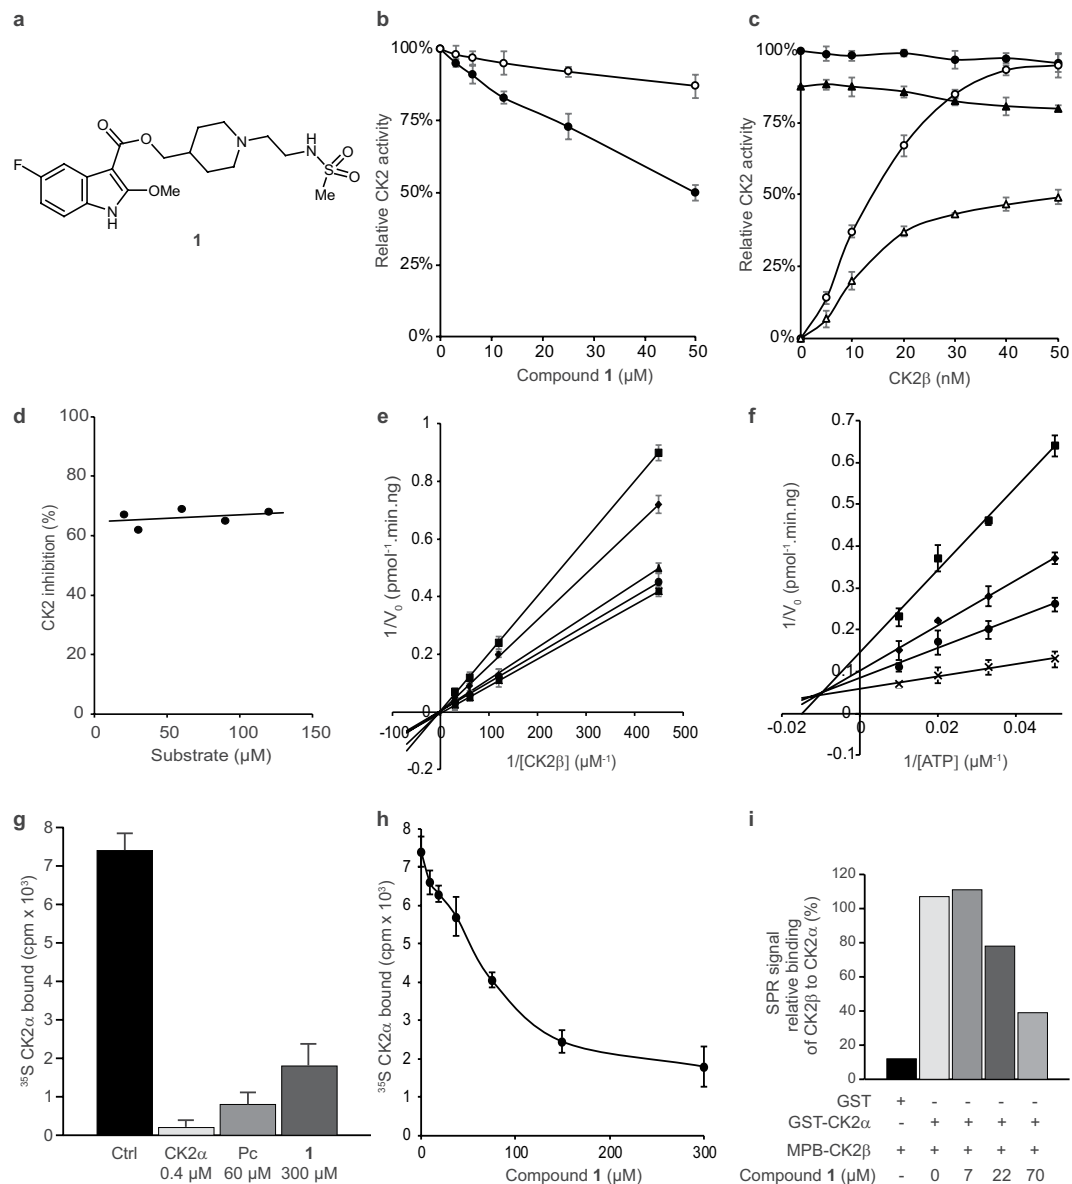 a
F
O
O
N
H
N
S
O
O
Me
OMe
N
H
1
b
Relative CK2 activity
100%
75%
50%
25%
0%
0 10 20 30 40 50
Compound 1 (µM)
c
Relative CK2 activity
100%
75%
50%
25%
0%
0 10 20 30 40 50
CK2β (nM)
d
CK2 inhibition (%)
100
80
60
40
20
0
0 50 100 150
Substrate (µM)
e
1/V0 (pmol-1.min.ng)
1
0.8
0.6
0.4
0.2
0
-0.2
-100 0 100 200 300 400 500
1/[CK2β] (µM-1)
f
1/V0 (pmol-1.min.ng)
0.7
0.6
0.5
0.4
0.3
0.2
0.1
0
-0.1
-0.02 0 0.02 0.04
1/[ATP] (µM-1)
g
35S CK2α bound (cpm x 103)
8
7
6
5
4
3
2
1
0
Ctrl CK2α Pc 1
0.4 µM 60 µM 300 µM
h
35S CK2α bound (cpm x 103)
8
7
6
5
4
3
2
1
0
0 100 200 300
Compound 1 (µM)
i
SPR signal
relative binding
of CK2β to CK2α (%)
120
100
80
60
40
20
0
GST + - - - -
GST-CK2α - + + + +
MPB-CK2β + + + + +
Compound 1 (µM) - 0 7 22 70